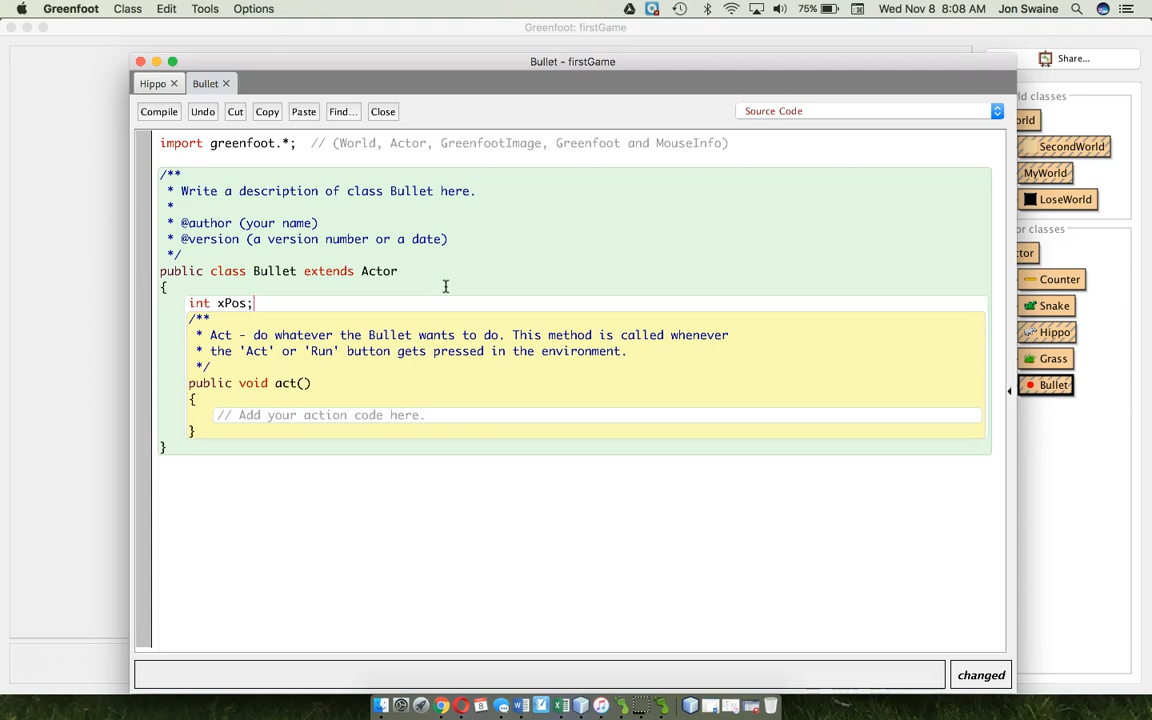 Greenfoot Class Edit Tools Options 75% Wed Nov 8 8:08 AM Jon Swaine
Greenfoot: firstGame
Bullet - firstGame
Share...
Hippo Bullet
Compile Undo Cut Copy Paste Find... Close Source Code
import greenfoot.*; // (World, Actor, GreenfootImage, Greenfoot and MouseInfo)
/**
* Write a description of class Bullet here.
*
* @author (your name)
* @version (a version number or a date)
*/
public class Bullet extends Actor
{
int xPos;
/**
* Act - do whatever the Bullet wants to do. This method is called whenever
* the 'Act' or 'Run' button gets pressed in the environment.
*/
public void act()
{
// Add your action code here.
}
}
changed
ld classes
orld
SecondWorld
MyWorld
LoseWorld
or classes
ctor
Counter
Snake
Hippo
Grass
Bullet